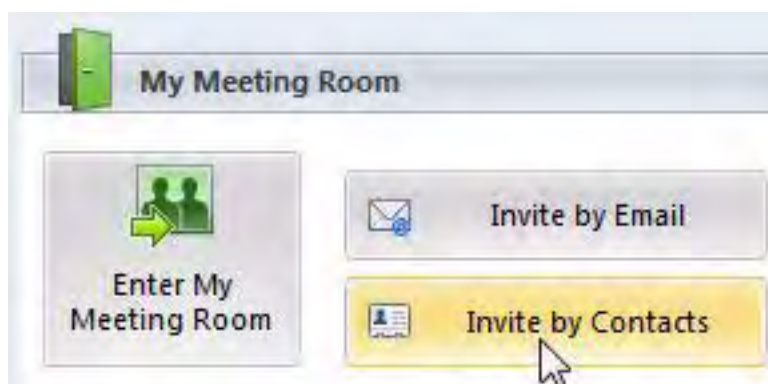 My Meeting Room
Enter My
Meeting Room
Invite by Email
Invite by Contacts